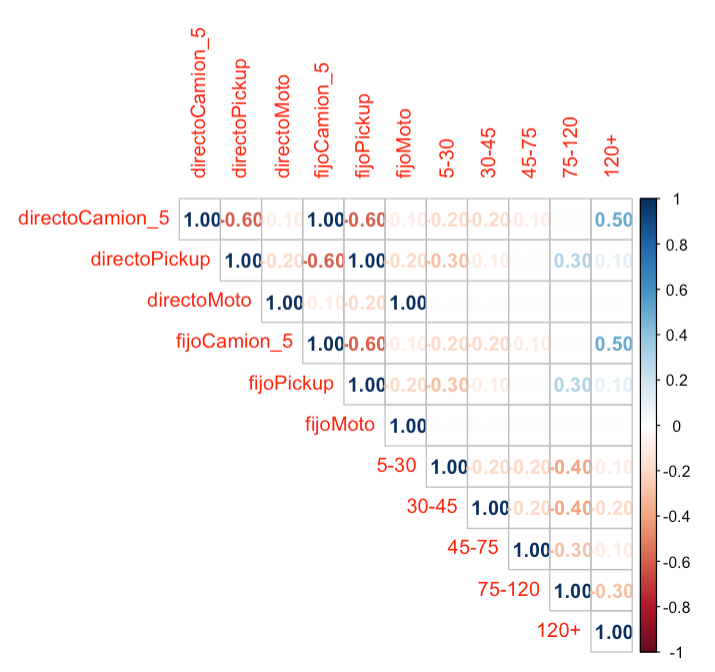 directoCamion_5 directoPickup directoMoto fijoCamion_5 fijoPickup fijoMoto 5-30 30-45 45-75 75-120 120+
directoCamion_5 1.00 -0.60 -0.10 1.00 -0.60 -0.10 -0.20 -0.20 -0.10 0.50
directoPickup 1.00 -0.20 -0.60 1.00 -0.20 -0.30 -0.10 0.30 -0.10
directoMoto 1.00 -0.10 -0.20 1.00
fijoCamion_5 1.00 -0.60 -0.10 -0.20 -0.20 -0.10 0.50
fijoPickup 1.00 -0.20 -0.30 -0.10 0.30 -0.10
fijoMoto 1.00
5-30 1.00 -0.20 -0.20 -0.40 -0.10
30-45 1.00 -0.20 -0.40 -0.20
45-75 1.00 -0.30 -0.10
75-120 1.00 -0.30
120+ 1.00
1
0.8
0.6
0.4
0.2
0
-0.2
-0.4
-0.6
-0.8
-1